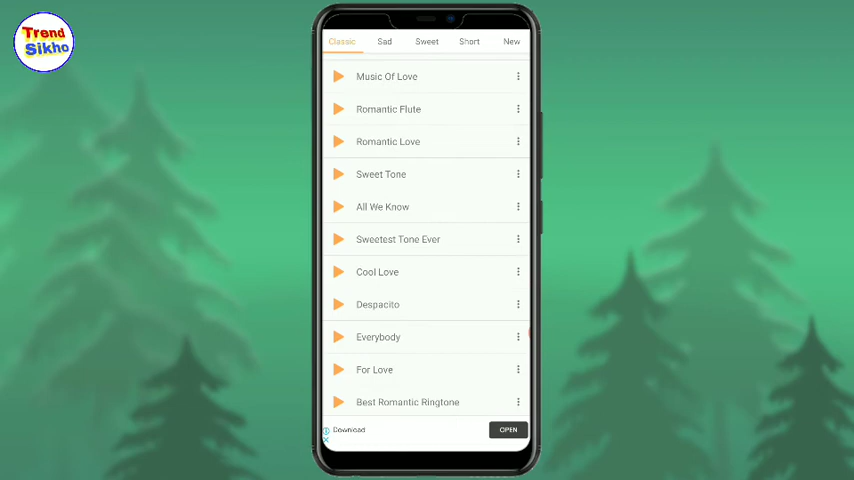 Trend
Sikho
Classic Sad Sweet Short New
Music Of Love
Romantic Flute
Romantic Love
Sweet Tone
All We Know
Sweetest Tone Ever
Cool Love
Despacito
Everybody
For Love
Best Romantic Ringtone
Download OPEN